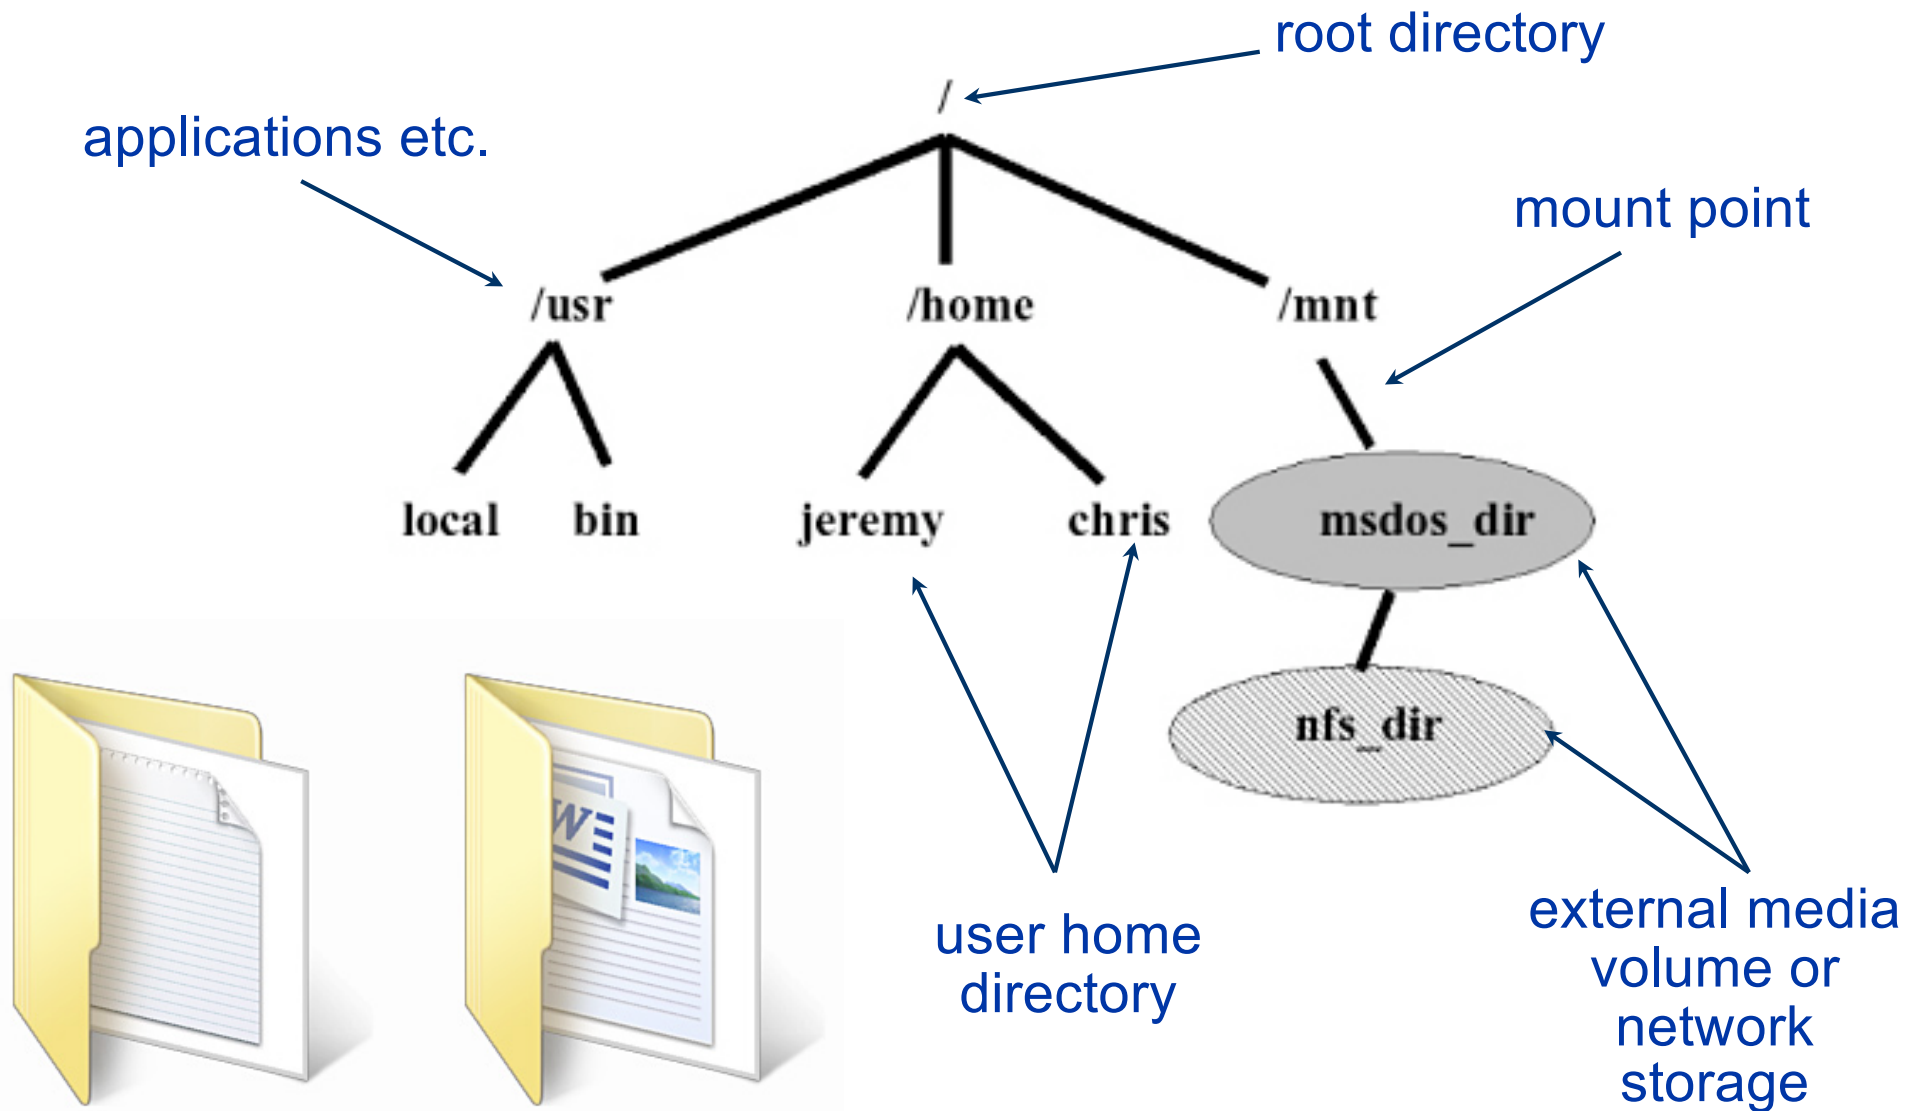 root directory
/
applications etc.
mount point
/usr
/home
/mnt
local
bin
jeremy
chris
msdos_dir
nfs_dir
W
user home
directory
external media
volume or
network
storage